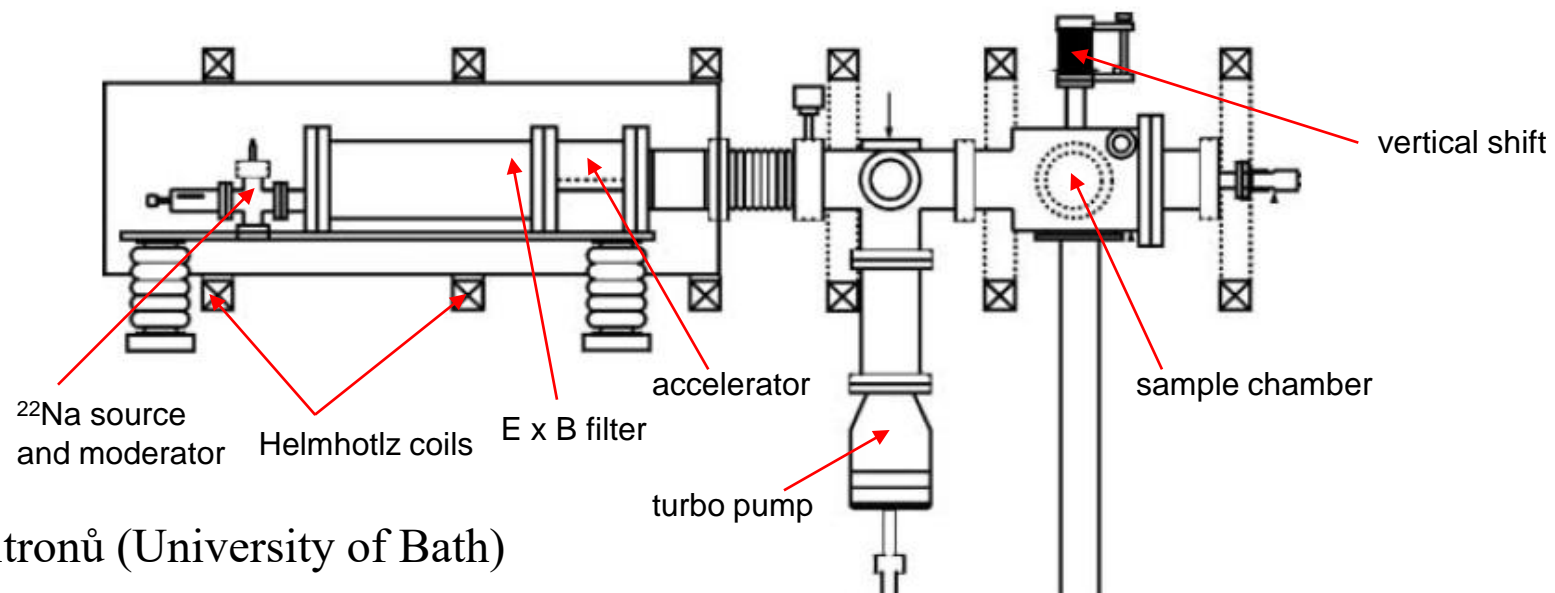 vertical shift
accelerator
sample chamber
²²Na source
and moderator
Helmhotlz coils
E x B filter
turbo pump
tronů (University of Bath)